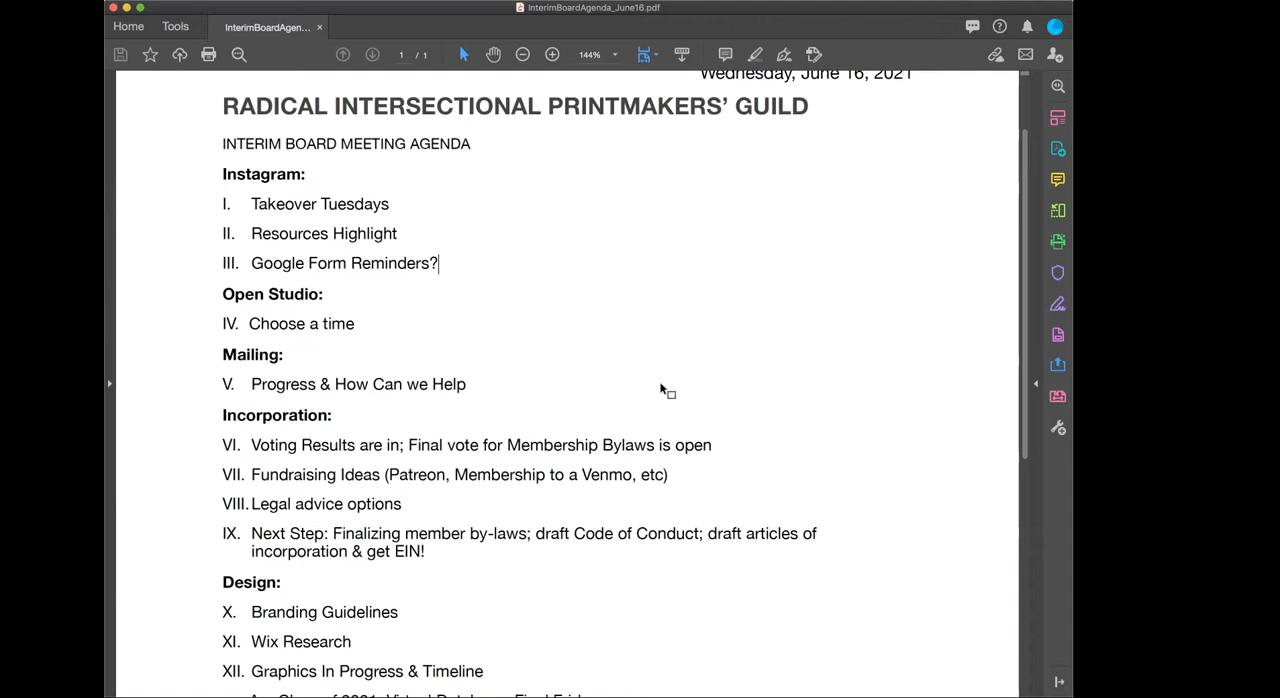 InterimBoardAgenda_June16.pdf
Home Tools InterimBoardAgen... ×
1 / 1 144%
Wednesday, June 16, 2021
RADICAL INTERSECTIONAL PRINTMAKERS’ GUILD
INTERIM BOARD MEETING AGENDA
Instagram:
I. Takeover Tuesdays
II. Resources Highlight
III. Google Form Reminders?
Open Studio:
IV. Choose a time
Mailing:
V. Progress & How Can we Help
Incorporation:
VI. Voting Results are in; Final vote for Membership Bylaws is open
VII. Fundraising Ideas (Patreon, Membership to a Venmo, etc)
VIII. Legal advice options
IX. Next Step: Finalizing member by-laws; draft Code of Conduct; draft articles of
incorporation & get EIN!
Design:
X. Branding Guidelines
XI. Wix Research
XII. Graphics In Progress & Timeline